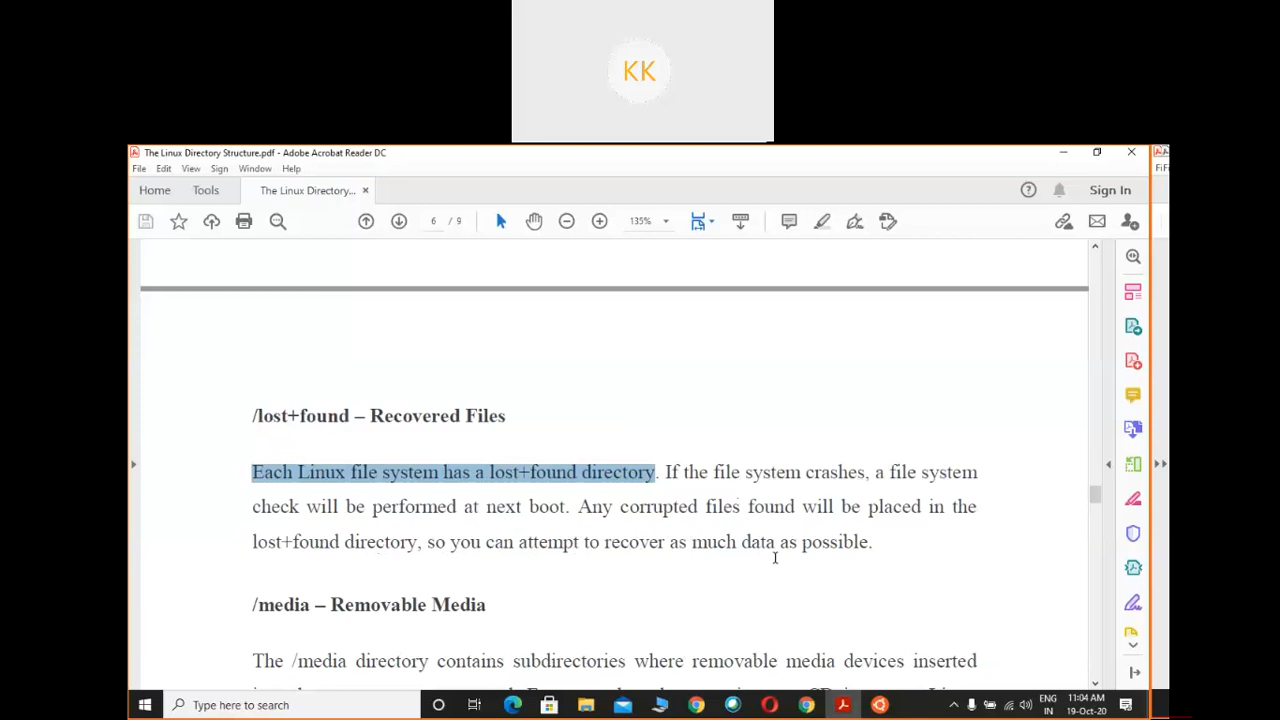 KK
The Linux Directory Structure.pdf - Adobe Acrobat Reader DC
File Edit View Sign Window Help
Home Tools The Linux Directory... × Sign In
6 / 9 135%
/lost+found – Recovered Files
Each Linux file system has a lost+found directory. If the file system crashes, a file system
check will be performed at next boot. Any corrupted files found will be placed in the
lost+found directory, so you can attempt to recover as much data as possible.
/media – Removable Media
The /media directory contains subdirectories where removable media devices inserted
Type here to search
ENG
IN
11:04 AM
19-Oct-20